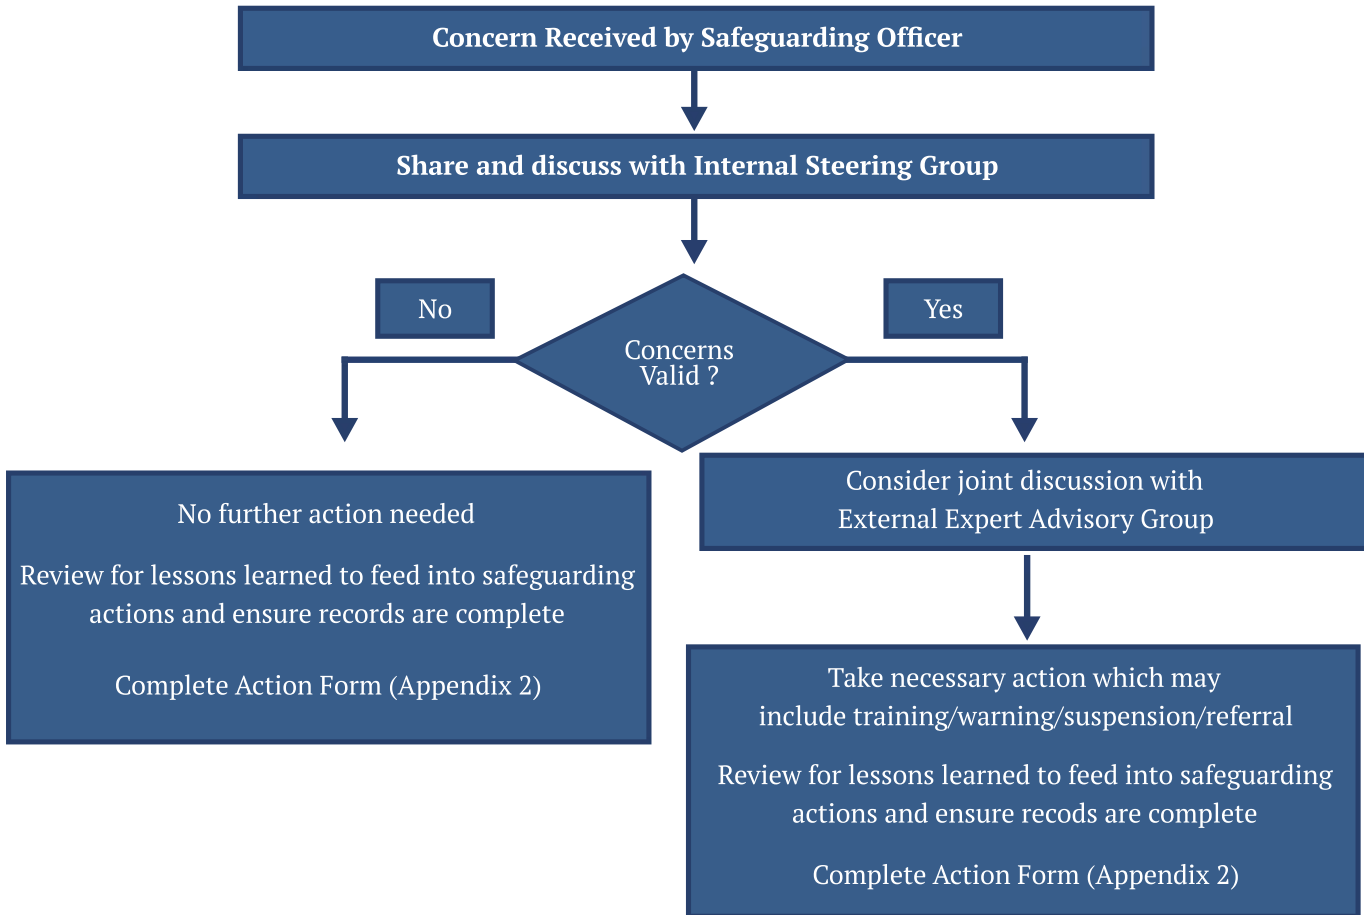 Concern Received by Safeguarding Officer
Share and discuss with Internal Steering Group
No
Yes
Concerns
Valid ?
No further action needed
Review for lessons learned to feed into safeguarding
actions and ensure records are complete
Complete Action Form (Appendix 2)
Consider joint discussion with
External Expert Advisory Group
Take necessary action which may
include training/warning/suspension/referral
Review for lessons learned to feed into safeguarding
actions and ensure recods are complete
Complete Action Form (Appendix 2)